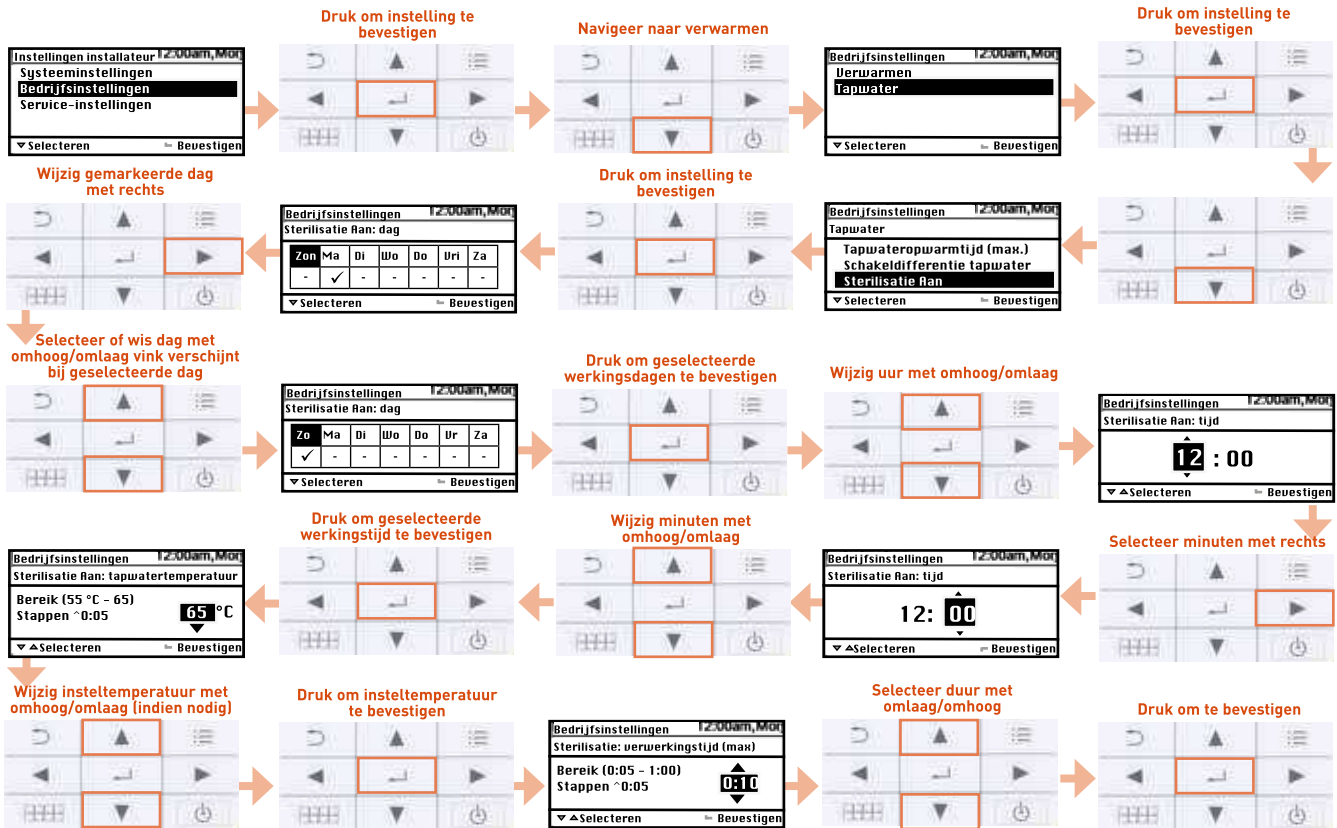 Druk om instelling te
bevestigen
Navigeer naar verwarmen
Druk om instelling te
bevestigen
Instellingen installateur 12:00am,Mon
Systeeminstellingen
Bedrijfsinstellingen
Service-instellingen
▼Selecteren Bevestigen
Bedrijfsinstellingen 12:00am,Mon
Verwarmen
Tapwater
▼Selecteren Bevestigen
Wijzig gemarkeerde dag
met rechts
Bedrijfsinstellingen 12:00am,Mon
Sterilisatie Aan: dag
Zon Ma Di Wo Do Vri Za
- ✓ - - - - -
▼Selecteren Bevestigen
Druk om instelling te
bevestigen
Bedrijfsinstellingen 12:00am,Mon
Tapwater
Tapwateropwarmtijd (max.)
Schakeldifferentie tapwater
Sterilisatie Aan
▼Selecteren Bevestigen
Selecteer of wis dag met
omhoog/omlaag vink verschijnt
bij geselecteerde dag
Bedrijfsinstellingen 12:00am,Mon
Sterilisatie Aan: dag
Zo Ma Di Wo Do Vr Za
✓ - - - - - -
▼Selecteren Bevestigen
Druk om geselecteerde
werkingsdagen te bevestigen
Wijzig uur met omhoog/omlaag
Bedrijfsinstellingen 12:00am,Mon
Sterilisatie Aan: tijd
12 : 00
▼ ▲Selecteren Bevestigen
Bedrijfsinstellingen 12:00am,Mon
Sterilisatie Aan: tapwatertemperatuur
Bereik (55 °C - 65)
Stappen ^0:05
65 °C
▼ ▲Selecteren Bevestigen
Druk om geselecteerde
werkingstijd te bevestigen
Wijzig minuten met
omhoog/omlaag
Bedrijfsinstellingen 12:00am,Mon
Sterilisatie Aan: tijd
12: 00
▼ ▲Selecteren Bevestigen
Selecteer minuten met rechts
Wijzig insteltemperatuur met
omhoog/omlaag (indien nodig)
Druk om insteltemperatuur
te bevestigen
Bedrijfsinstellingen 12:00am,Mon
Sterilisatie: verwerkingstijd (max)
Bereik (0:05 - 1:00)
Stappen ^0:05
0:10
▼ ▲Selecteren Bevestigen
Selecteer duur met
omlaag/omhoog
Druk om te bevestigen